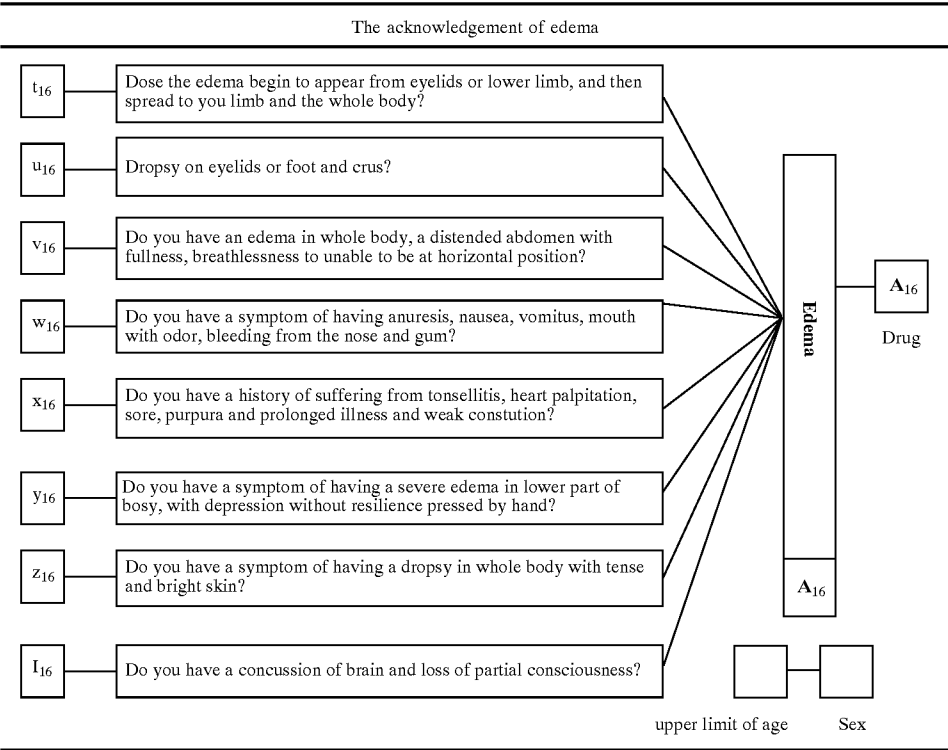 The acknowledgement of edema
t16
Dose the edema begin to appear from eyelids or lower limb, and then
spread to you limb and the whole body?
u16
Dropsy on eyelids or foot and crus?
v16
Do you have an edema in whole body, a distended abdomen with
fullness, breathlessness to unable to be at horizontal position?
w16
Do you have a symptom of having anuresis, nausea, vomitus, mouth
with odor, bleeding from the nose and gum?
x16
Do you have a history of suffering from tonsellitis, heart palpitation,
sore, purpura and prolonged illness and weak constution?
y16
Do you have a symptom of having a severe edema in lower part of
bosy, with depression without resilience pressed by hand?
z16
Do you have a symptom of having a dropsy in whole body with tense
and bright skin?
I16
Do you have a concussion of brain and loss of partial consciousness?
Edema
A16
A16
Drug
upper limit of age
Sex